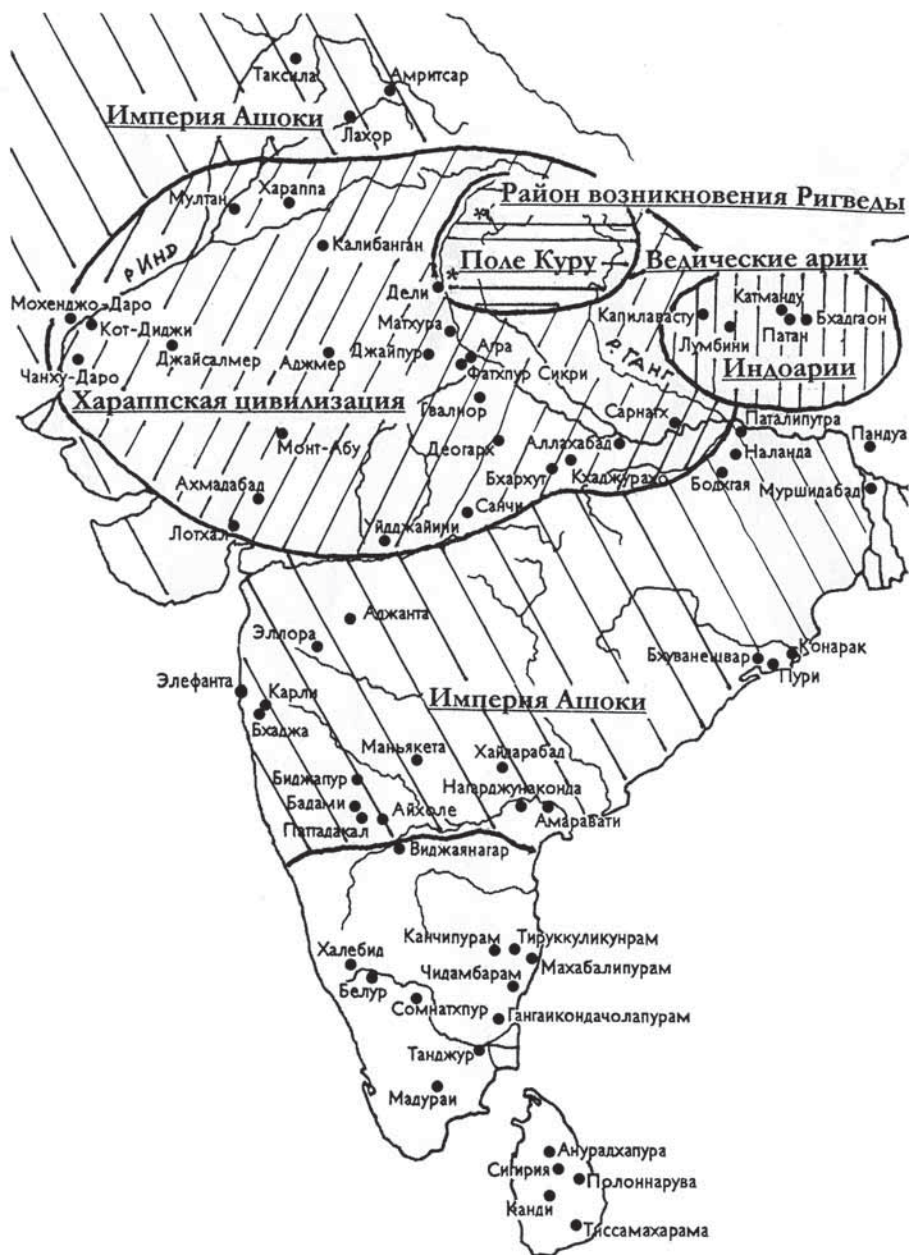 Таксила
Амритсар
Империя Ашоки
Лахор
Район возникновения Ригведы
Хараппа
Мултан
*
Калибанган
Поле Куру
Ведические арии
р ИНД
*
Дели
Катманду
Мохенджо-Даро
Капилавасту
Бхадгаон
Кот-Диджи
Матхура
Лумбини
Патан
Джайсалмер
Аджмер
Джайпур
Агра
р. ГАНГ
Чанху-Даро
Фатхпур Сикри
Индоарии
Хараппская цивилизация
Гвалиор
Сарнатх
Паталипутра
Монт-Абу
Деогарх
Аллахабад
Наланда
Пандуа
Бхархут
Кхаджурахо
Бодхгая
Ахмадабад
Муршидабад
Санчи
Лотхал
Уйдджайини
Аджанта
Эллора
Конарак
Бхуванешвар
Пури
Элефанта
Карли
Империя Ашоки
Бхаджа
Маньякета
Хайдарабад
Биджапур
Нагарджунаконда
Бадами
Айхоле
Амаравати
Паттадакал
Виджаянагар
Канчипурам
Тируккуликунрам
Халебид
Махабалипурам
Чидамбарам
Белур
Сомнатхпур
Гангаикондачолапурам
Танджур
Мадураи
Анурадхапура
Сигирия
Полоннарува
Канди
Тиссамахарама